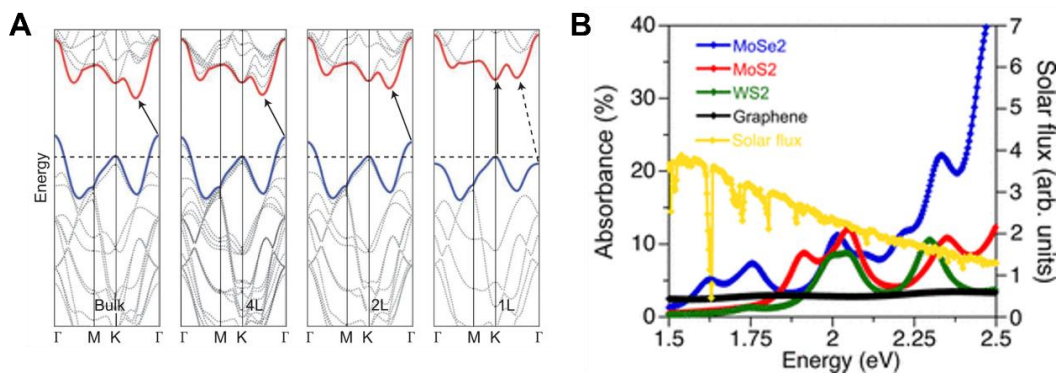 A
Energy
Bulk
4L
2L
1L
Γ M K Γ
Γ M K Γ
Γ M K Γ
Γ M K Γ
B
Absorbance (%)
40
30
20
10
0
MoSe2
MoS2
WS2
Graphene
Solar flux
7
6
5
4
3
2
1
0
Solar flux (arb. units)
1.5 1.75 2 2.25 2.5
Energy (eV)